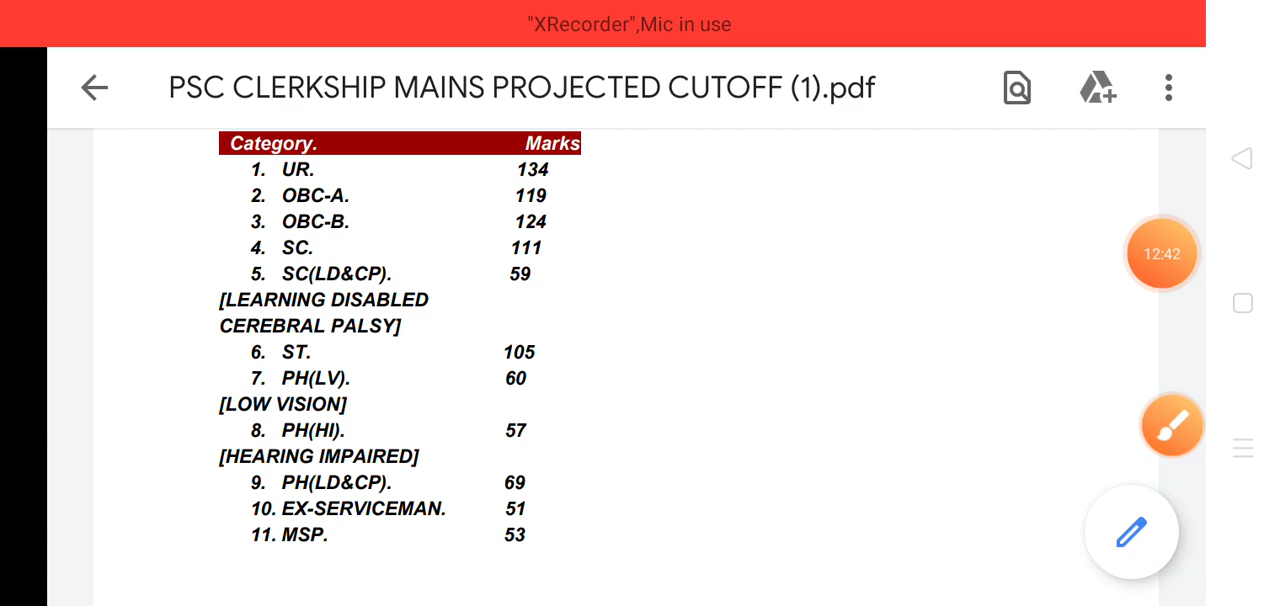 "XRecorder",Mic in use
PSC CLERKSHIP MAINS PROJECTED CUTOFF (1).pdf
Category. Marks
1. UR. 134
2. OBC-A. 119
3. OBC-B. 124
4. SC. 111
5. SC(LD&CP). 59
[LEARNING DISABLED
CEREBRAL PALSY]
6. ST. 105
7. PH(LV). 60
[LOW VISION]
8. PH(HI). 57
[HEARING IMPAIRED]
9. PH(LD&CP). 69
10. EX-SERVICEMAN. 51
11. MSP. 53
12:42